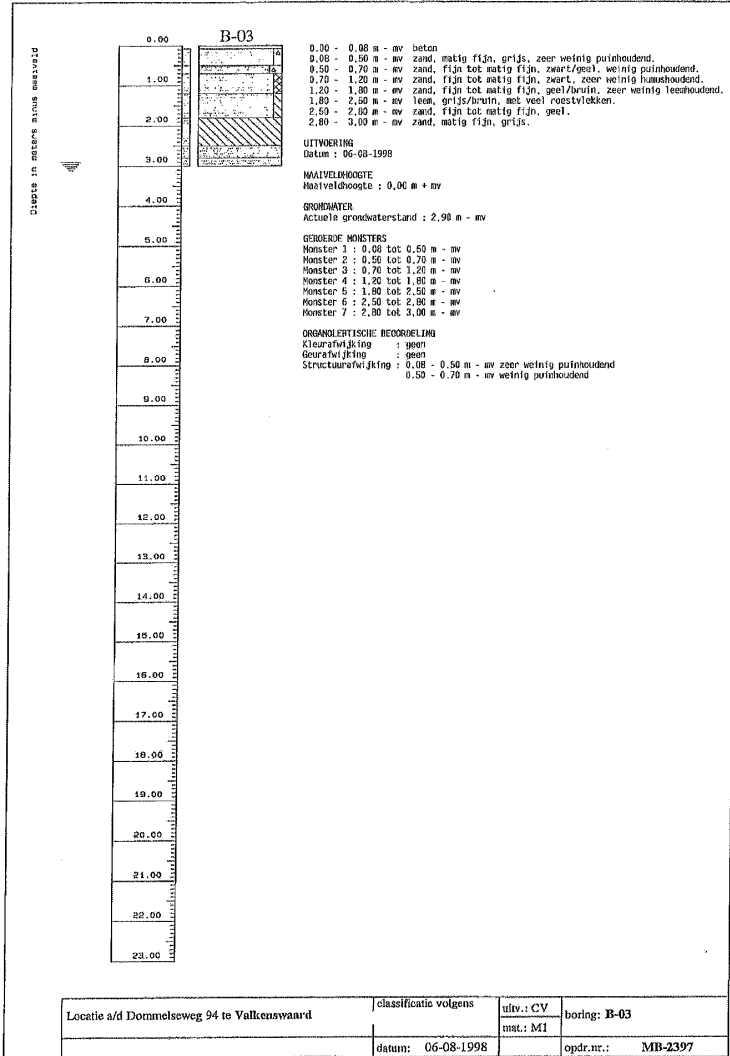 B-03
Diepte in meters minus maaiveld
0.00
1.00
2.00
3.00
4.00
5.00
6.00
7.00
8.00
9.00
10.00
11.00
12.00
13.00
14.00
15.00
16.00
17.00
18.00
19.00
20.00
21.00
22.00
23.00
0.00 - 0,08 m - mv beton
0,08 - 0,50 m - mv zand, matig fijn, grijs, zeer weinig puinhoudend.
0,50 - 0,70 m - mv zand, fijn tot matig fijn, zwart/geel, weinig puinhoudend.
0,70 - 1,20 m - mv zand, fijn tot matig fijn, zwart, zeer weinig humushoudend.
1,20 - 1,80 m - mv zand, fijn tot matig fijn, geel/bruin, zeer weinig leemhoudend.
1,80 - 2,50 m - mv leem, grijs/bruin, met veel roestvlekken.
2,50 - 2,80 m - mv zand, fijn tot matig fijn, geel.
2,80 - 3,00 m - mv zand, matig fijn, grijs.
UITVOERING
Datum : 06-08-1998
MAAIVELDHOOGTE
Maaiveldhoogte : 0,00 m + mv
GRONDWATER
Actuele grondwaterstand : 2,90 m - mv
GEROERDE MONSTERS
Monster 1 : 0,08 tot 0,50 m - mv
Monster 2 : 0,50 tot 0,70 m - mv
Monster 3 : 0,70 tot 1,20 m - mv
Monster 4 : 1,20 tot 1,80 m - mv
Monster 5 : 1,80 tot 2,50 m - mv
Monster 6 : 2,50 tot 2,80 m - mv
Monster 7 : 2,80 tot 3,00 m - mv
ORGANOLEPTISCHE BEOORDELING
Kleurafwijking : geen
Geurafwijking : geen
Structuurafwijking : 0.08 - 0.50 m - mv zeer weinig puinhoudend
0.50 - 0.70 m - mv weinig puinhoudend
Locatie a/d Dommelseweg 94 te Valkenswaard
classificatie volgens
uitv.: CV
mat.: M1
boring: B-03
datum: 06-08-1998
opdr.nr.: MB-2397